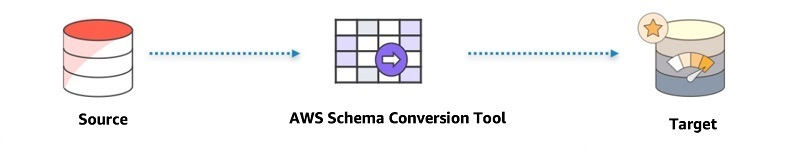 Source
AWS Schema Conversion Tool
Target